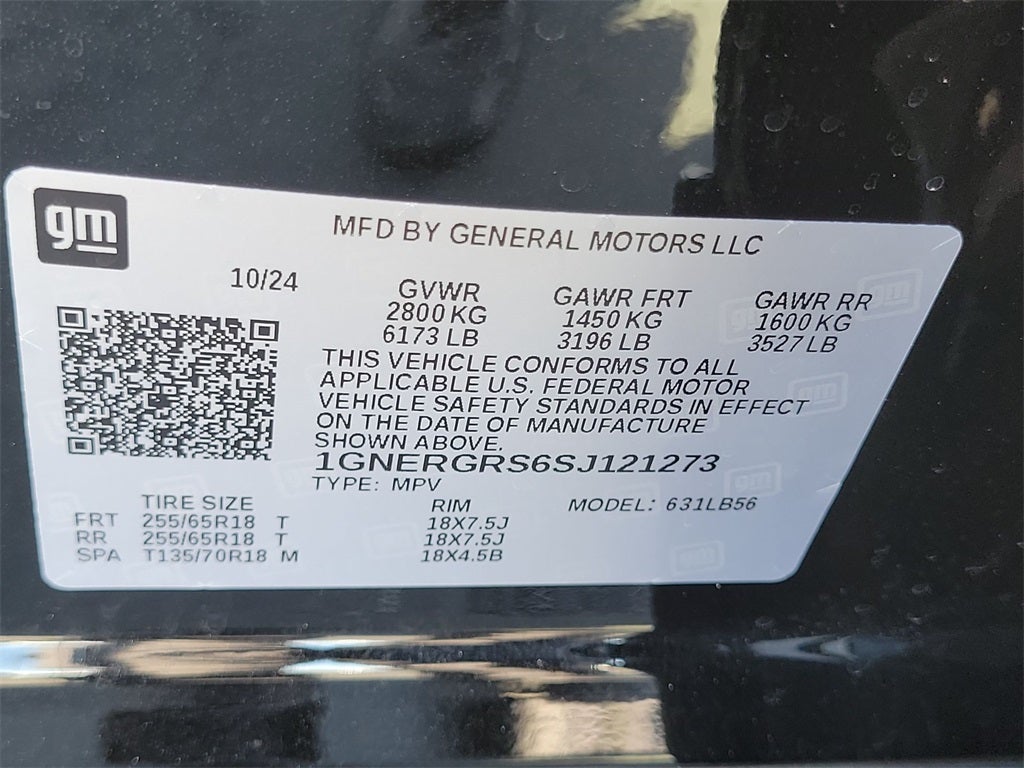 gm
MFD BY GENERAL MOTORS LLC
10/24
GVWR GAWR FRT GAWR RR
2800 KG 1450 KG 1600 KG
6173 LB 3196 LB 3527 LB
THIS VEHICLE CONFORMS TO ALL
APPLICABLE U.S. FEDERAL MOTOR
VEHICLE SAFETY STANDARDS IN EFFECT
ON THE DATE OF MANUFACTURE
SHOWN ABOVE.
1GNERGRS6SJ121273
TYPE: MPV
TIRE SIZE RIM MODEL: 631LB56
FRT 255/65R18 T 18X7.5J
RR 255/65R18 T 18X7.5J
SPA T135/70R18 M 18X4.5B